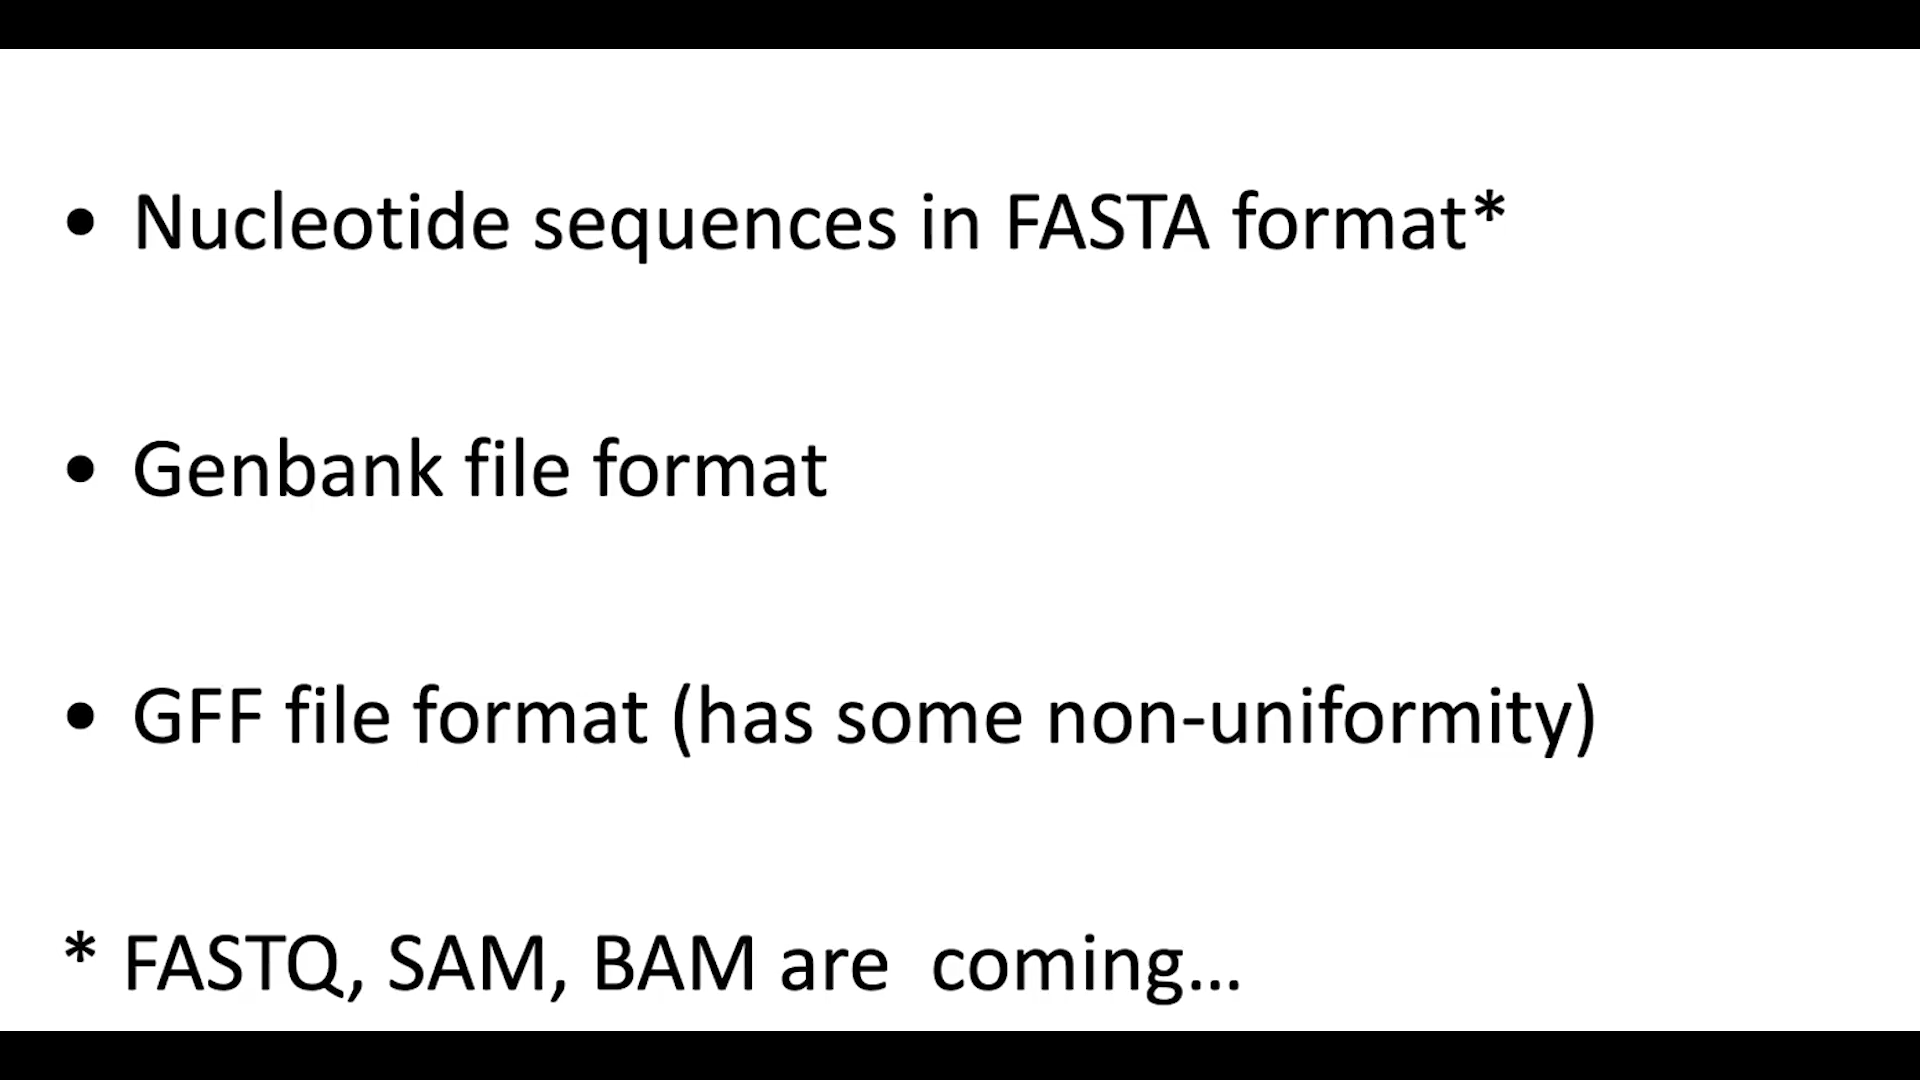 • Nucleotide sequences in FASTA format*
• Genbank file format
• GFF file format (has some non-uniformity)
* FASTQ, SAM, BAM are  coming...